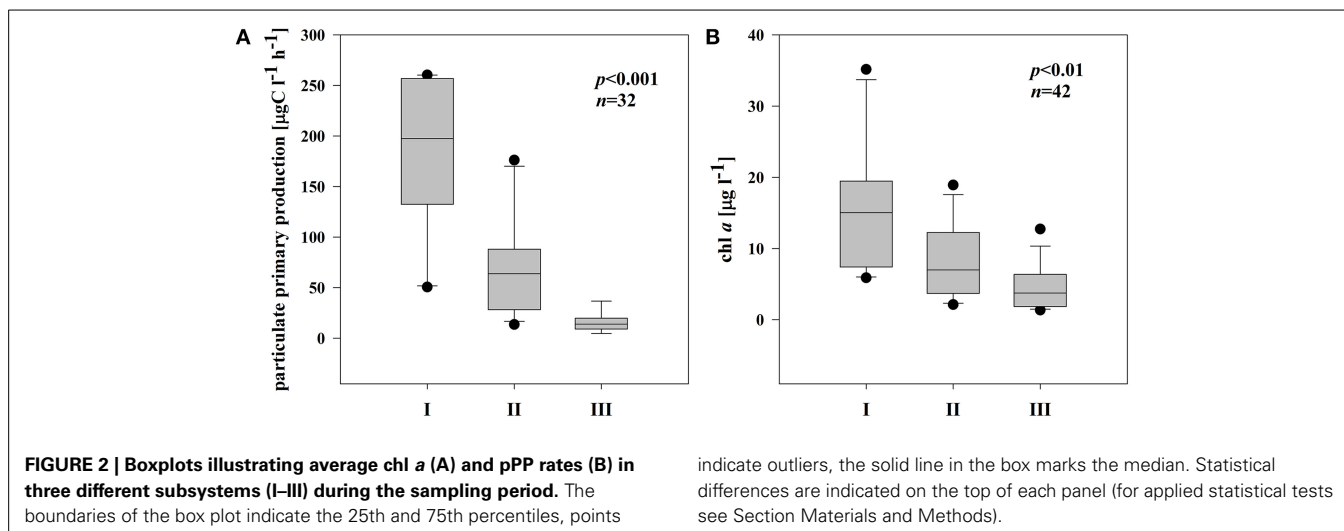 A
particulate primary production [µgC l⁻¹ h⁻¹]
300
250
200
150
100
50
0
p<0.001
n=32
I
II
III
B
chl a [µg l⁻¹]
40
30
20
10
0
p<0.01
n=42
I
II
III
FIGURE 2 | Boxplots illustrating average chl a (A) and pPP rates (B) in
three different subsystems (I–III) during the sampling period. The
boundaries of the box plot indicate the 25th and 75th percentiles, points
indicate outliers, the solid line in the box marks the median. Statistical
differences are indicated on the top of each panel (for applied statistical tests
see Section Materials and Methods).